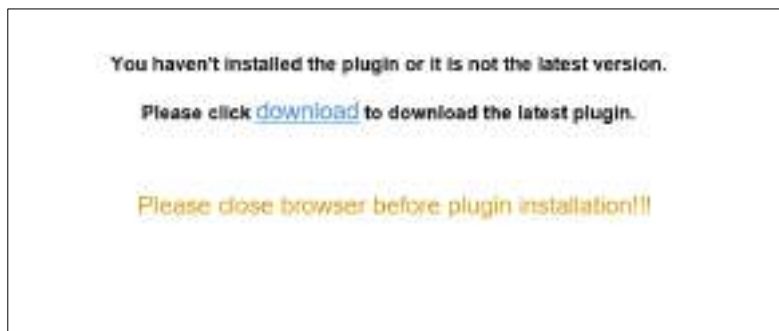 You haven't installed the plugin or it is not the latest version.
Please click download to download the latest plugin.
Please close browser before plugin installation!!!